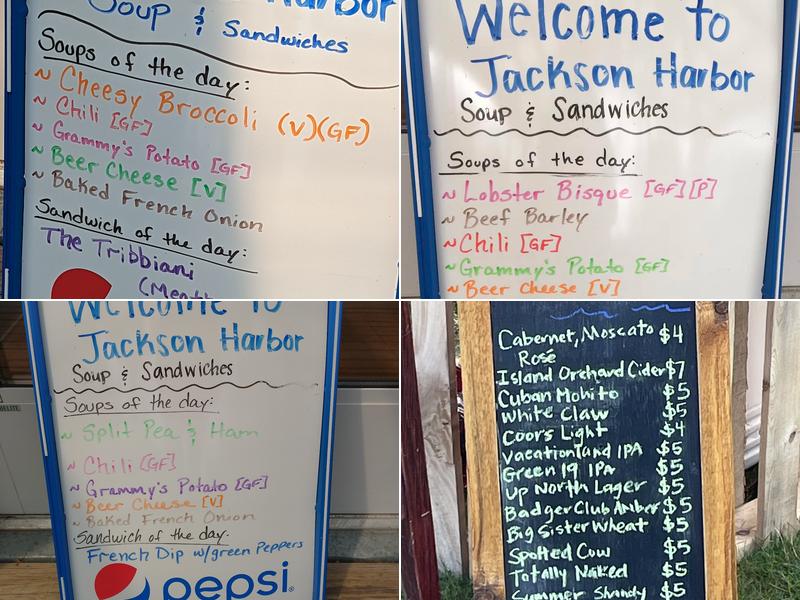 Harbor
Soup & Sandwiches
Soups of the day:
~ Cheesy Broccoli (V)(GF)
~ Chili [GF]
~ Grammy's Potato [GF]
~ Beer Cheese [V]
~ Baked French Onion
Sandwich of the day:
The Tribbiani
Welcome to
Jackson Harbor
Soup & Sandwiches
Soups of the day:
~ Lobster Bisque [GF][P]
~ Beef Barley
~ Chili [GF]
~ Grammy's Potato [GF]
~ Beer Cheese [V]
Welcome to
Jackson Harbor
Soup & Sandwiches
Soups of the day:
~ Split Pea & Ham
~ Chili [GF]
~ Grammy's Potato [GF]
~ Beer Cheese [V]
~ Baked French Onion
Sandwich of the day.
French Dip w/green Peppers
pepsi
Cabernet, Moscato $4
Rosé
Island Orchard Cider $7
Cuban Mohito $5
White Claw $5
Coors Light $4
Vacationland IPA $5
Green 19 IPA $5
Up North Lager $5
Badger Club Amber $5
Big Sister Wheat $5
Spotted Cow $5
Totally Naked $5
Summer Shandy $5